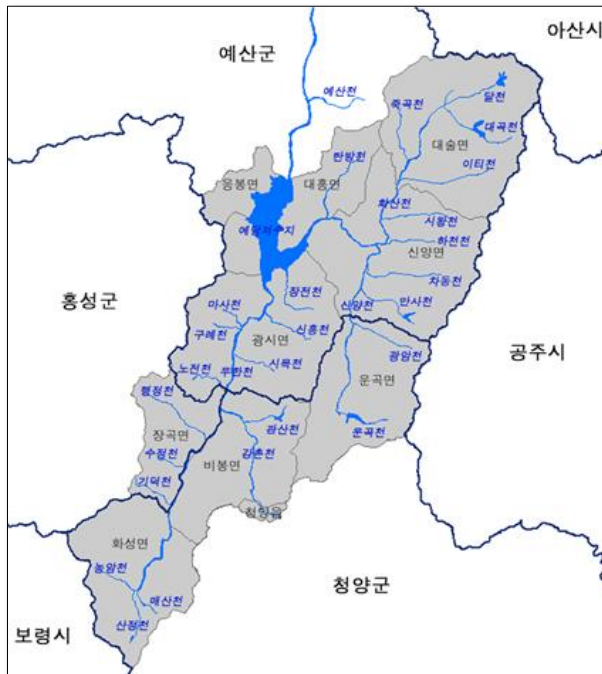 아산시
예산군
예산천
달천
죽곡천
대곡천
대술면
탄방천
이티천
응봉면
대흥면
화산천
시왕천
예당저수지
하천천
신양면
차동천
장전천
홍성군
마사천
신양천
만사천
신흥천
구례천
광시면
광암천
공주시
시목천
노전천
무한천
운곡면
행정천
장곡면
관산천
운곡천
수정천
강촌천
비봉면
기덕천
청양읍
화성면
농암천
청양군
매산천
산정천
보령시